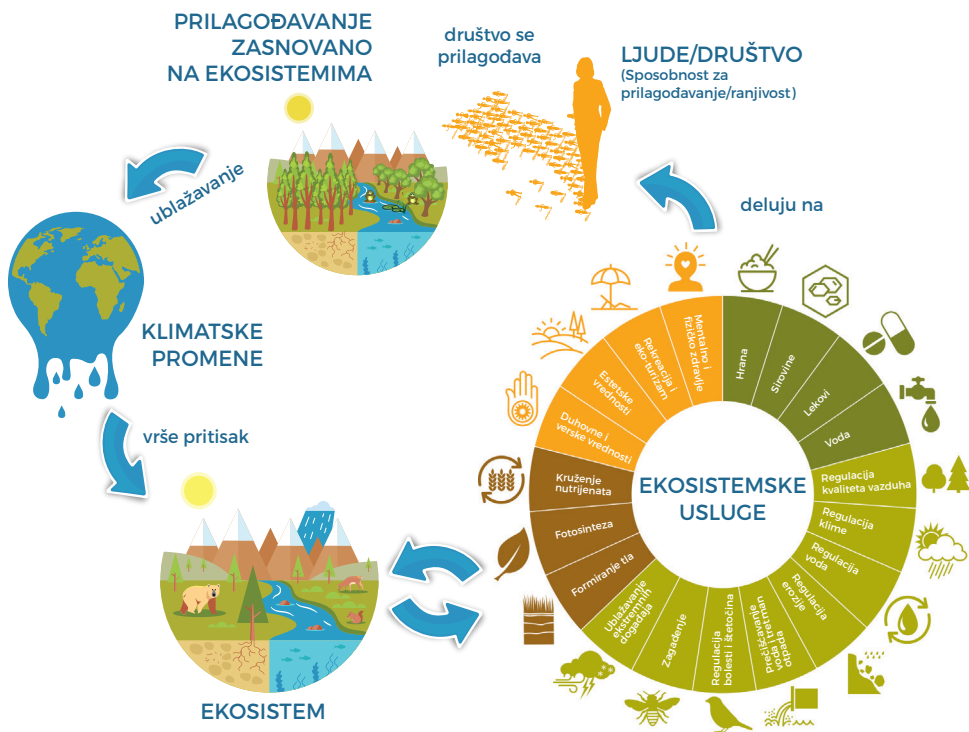 PRILAGOĐAVANJE
ZASNOVANO
NA EKOSISTEMIMA
društvo se
prilagođava
LJUDE/DRUŠTVO
(Sposobnost za
prilagođavanje/ranjivost)
ublažavanje
deluju na
KLIMATSKE
PROMENE
vrše pritisak
EKOSISTEM
EKOSISTEMSKE
USLUGE
Hrana
Sirovine
Lekovi
Voda
Regulacija
kvaliteta vazduha
Regulacija
klime
Regulacija
voda
Regulacija
erozije
Prečišćavanje
voda i tretman
otpada
Regulacija
bolesti i štetočina
Zagađenje
Ublažavanje
ekstremnih
događaja
Formiranje tla
Fotosinteza
Kruženje
nutrijenata
Duhovne i
verske vrednosti
Estetske
vrednosti
Rekreacija i
eko-turizam
Mentalno i
fizičko zdravlje